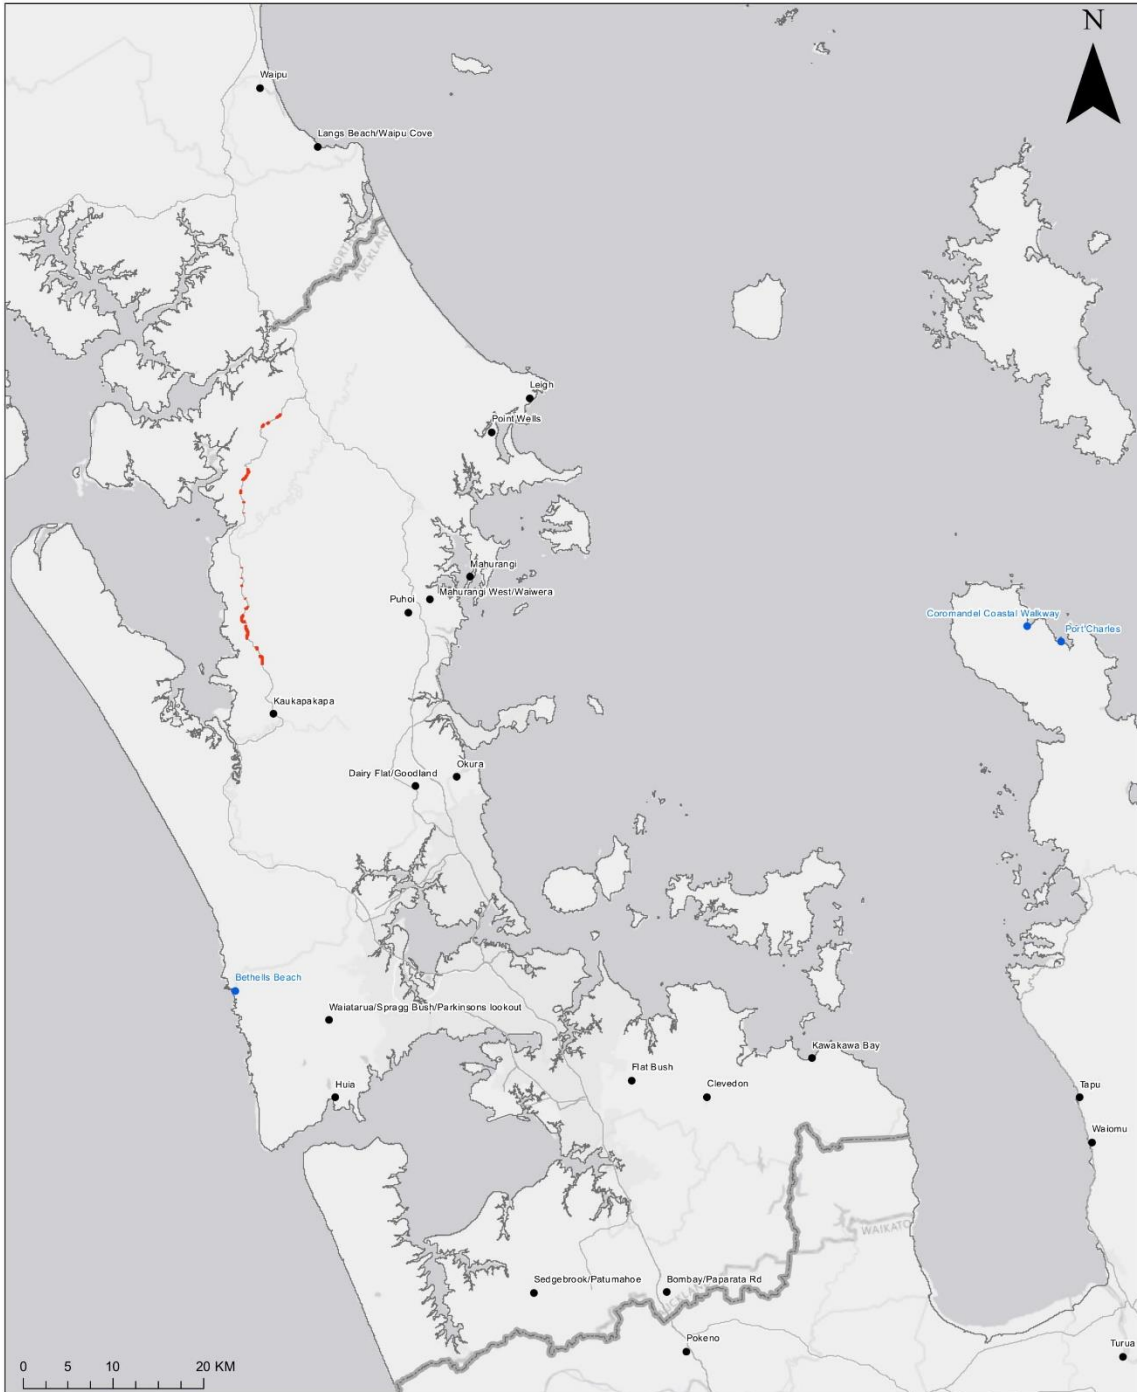 N
Waipu
Langs Beach/Waipu Cove
AUCKLAND
Leigh
Point Wells
Mahurangi
Mahurangi West/Waiwera
Puhoi
Coromandel Coastal Walkway
Port Charles
Kaukapakapa
Okura
Dairy Flat/Goodland
Bethells Beach
Waiatarua/Spragg Bush/Parkinsons lookout
Kawakawa Bay
Flat Bush
Huia
Clevedon
Tapu
Waiomu
WAIKATO
Sedgebrook/Patumahoe
Bombay/Paparata Rd
Pokeno
Turua
0 5 10 20 KM